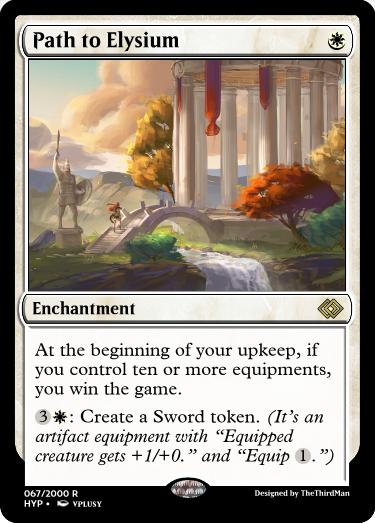 Path to Elysium
Enchantment
At the beginning of your upkeep, if
you control ten or more equipments,
you win the game.
3: Create a Sword token. (It's an
artifact equipment with “Equipped
creature gets +1/+0.” and “Equip 1.”)
067/2000 R
HYP • VPLUSY
Designed by TheThirdMan